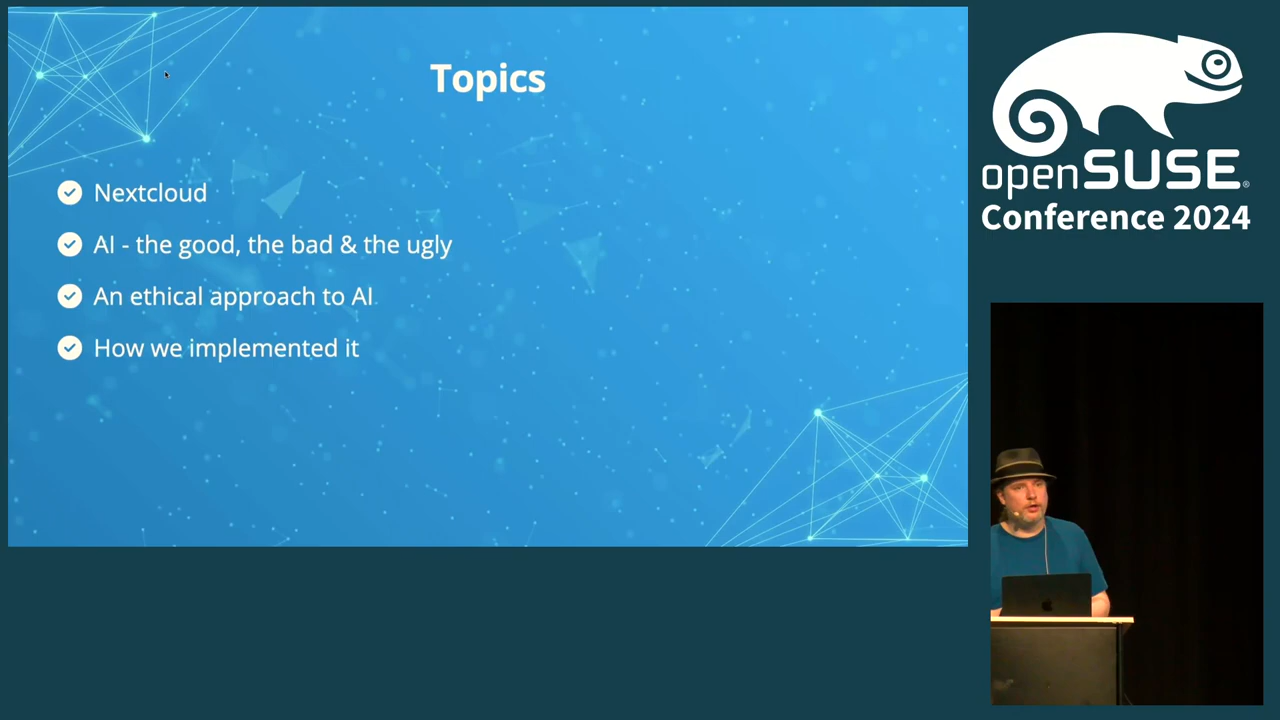 Topics
Nextcloud
AI - the good, the bad & the ugly
An ethical approach to AI
How we implemented it
openSUSE®
Conference 2024